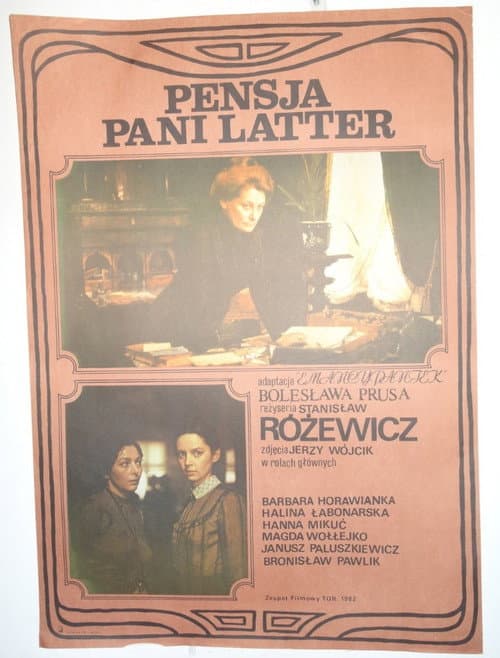 PENSJA
PANI LATTER
adaptacja "EMANCYPANTEK"
BOLESŁAWA PRUSA
reżyseria STANISŁAW
RÓŻEWICZ
zdjęcia JERZY WÓJCIK
w rolach głównych
BARBARA HORAWIANKA
HALINA ŁABONARSKA
HANNA MIKUĆ
MAGDA WOŁŁEJKO
JANUSZ PALUSZKIEWICZ
BRONISŁAW PAWLIK
Zespół Filmowy TOR, 1982